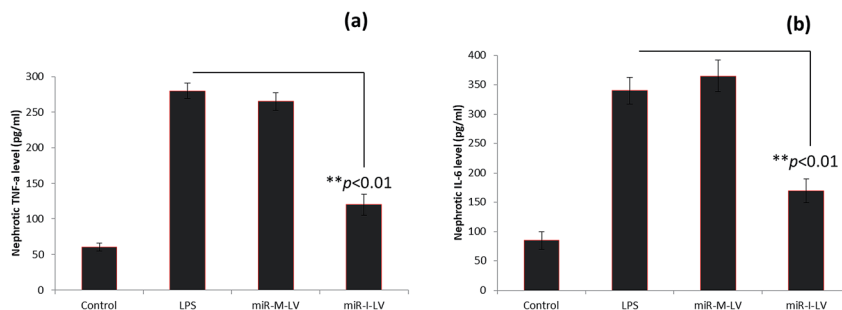 (a)
Nephrotic TNF-a level (pg/ml)
300
250
200
150
100
50
0
**p<0.01
Control LPS miR-M-LV miR-I-LV
(b)
Nephrotic IL-6 level (pg/ml)
400
350
300
250
200
150
100
50
0
**p<0.01
Control LPS miR-M-LV miR-I-LV